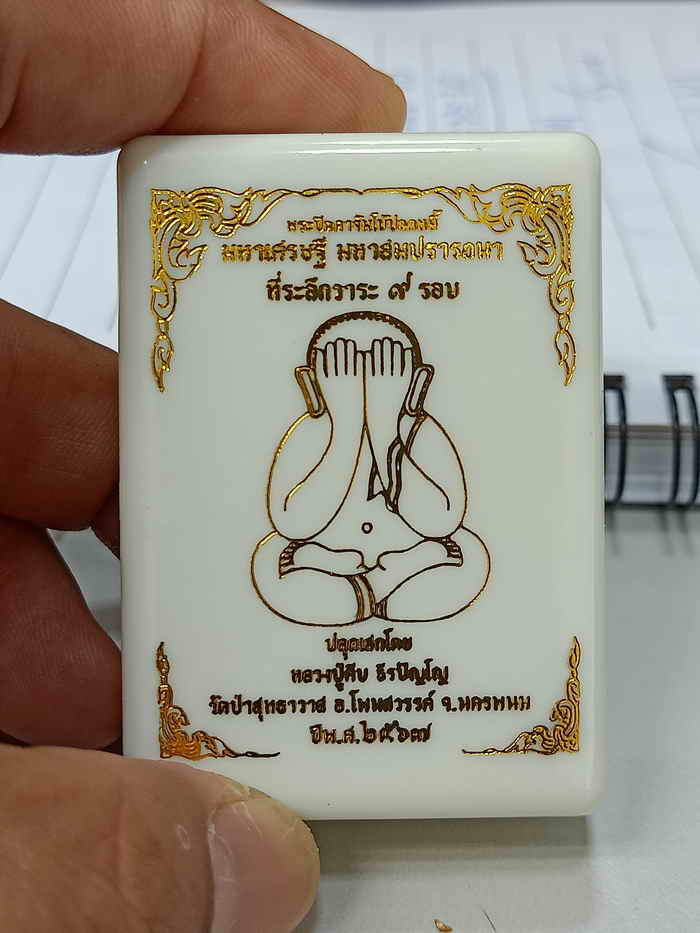 พระปิดตาจัมโบ้ปลดหนี้
มหาเศรษฐี มหาสมปรารถนา
ที่ระลึกวาระ ๙ รอบ
ปลุกเสกโดย
หลวงปู่คีบ ธิรปัญโญ
วัดป่าสุทธาวาส อ.โพนสวรรค์ จ.นครพนม
ปีพ.ศ.๒๕๖๗